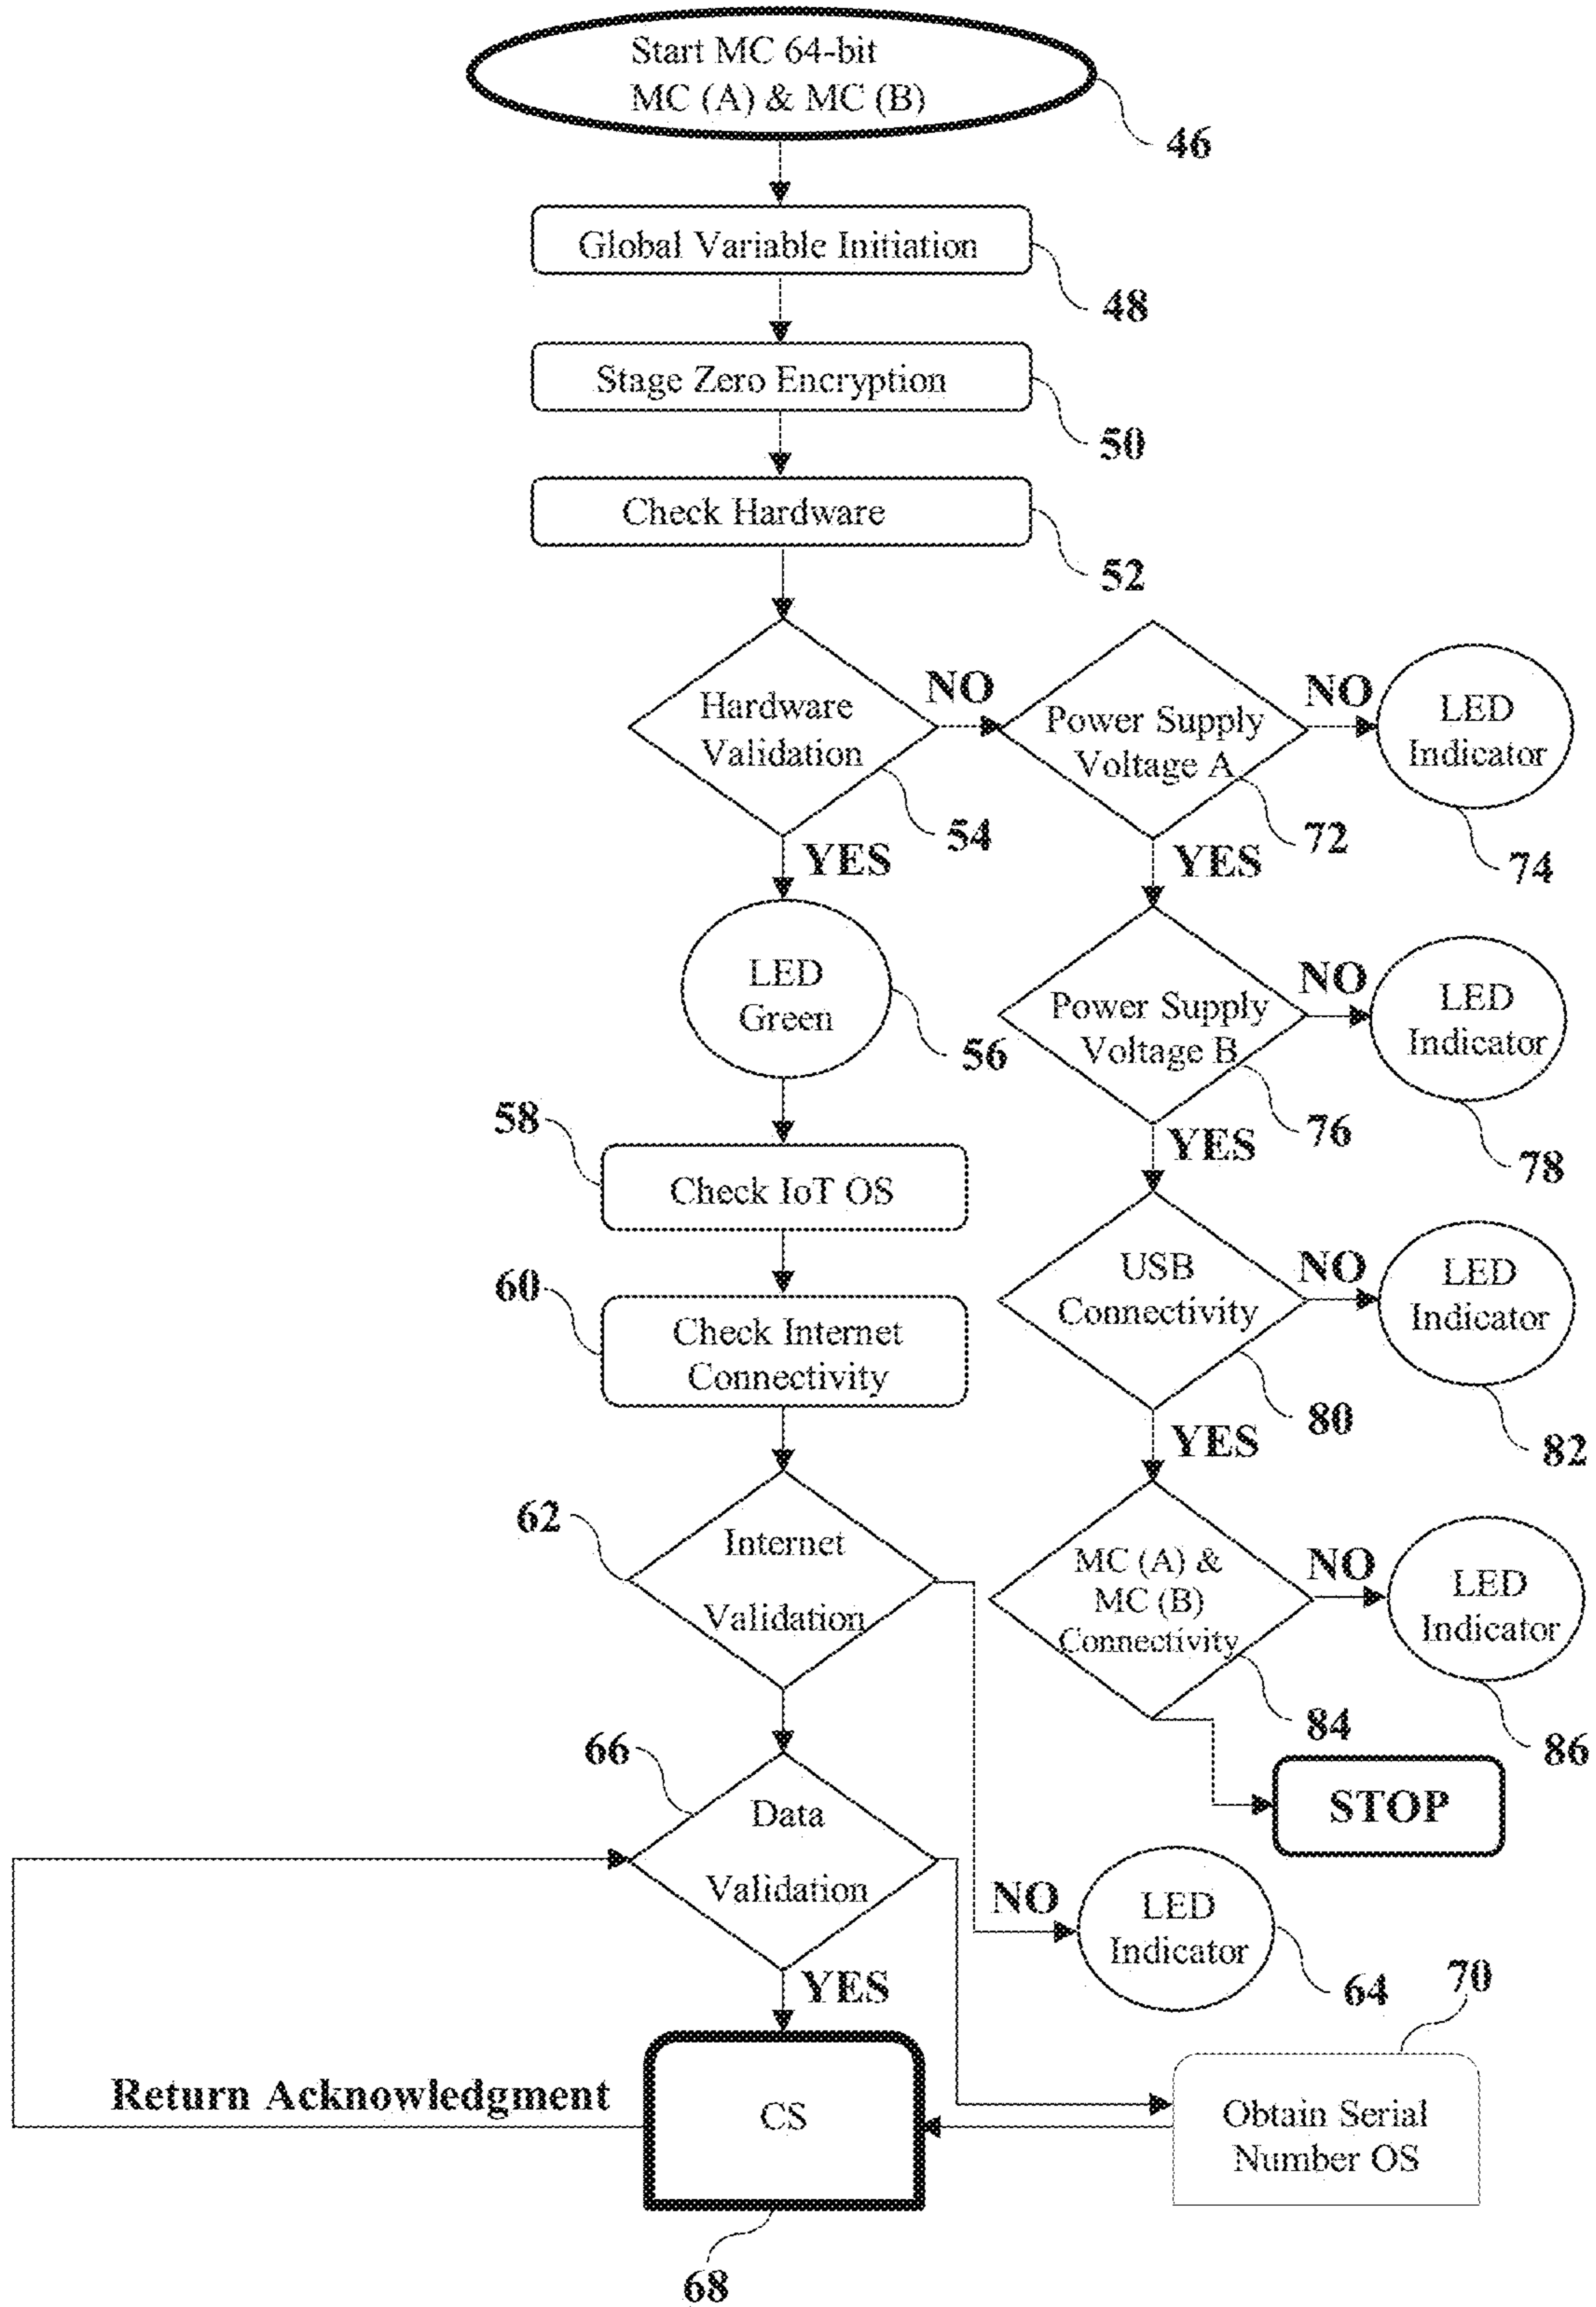 Start MC 64-bit
MC (A) & MC (B)
46
Global Variable Initiation
48
Stage Zero Encryption
50
Check Hardware
52
Hardware
Validation
54
NO
Power Supply
Voltage A
72
NO
LED
Indicator
74
YES
YES
LED
Green
56
Power Supply
Voltage B
76
NO
LED
Indicator
78
YES
58
Check IoT OS
USB
Connectivity
80
NO
LED
Indicator
82
YES
60
Check Internet
Connectivity
62
Internet
Validation
MC (A) &
MC (B)
Connectivity
84
NO
LED
Indicator
86
STOP
66
Data
Validation
NO
LED
Indicator
64
YES
70
Return Acknowledgment
CS
68
Obtain Serial
Number OS